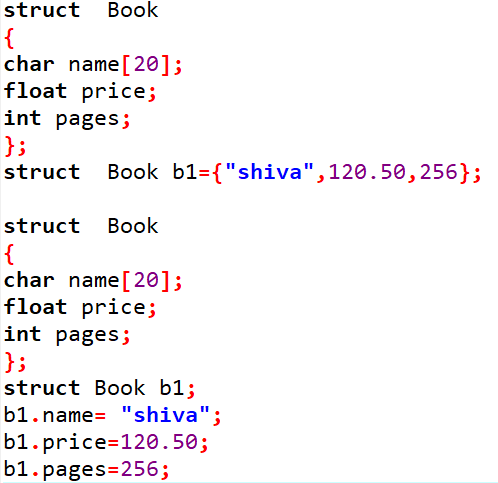 struct  Book
{
char name[20];
float price;
int pages;
};
struct  Book b1={"shiva",120.50,256};

struct  Book
{
char name[20];
float price;
int pages;
};
struct Book b1;
b1.name= "shiva";
b1.price=120.50;
b1.pages=256;